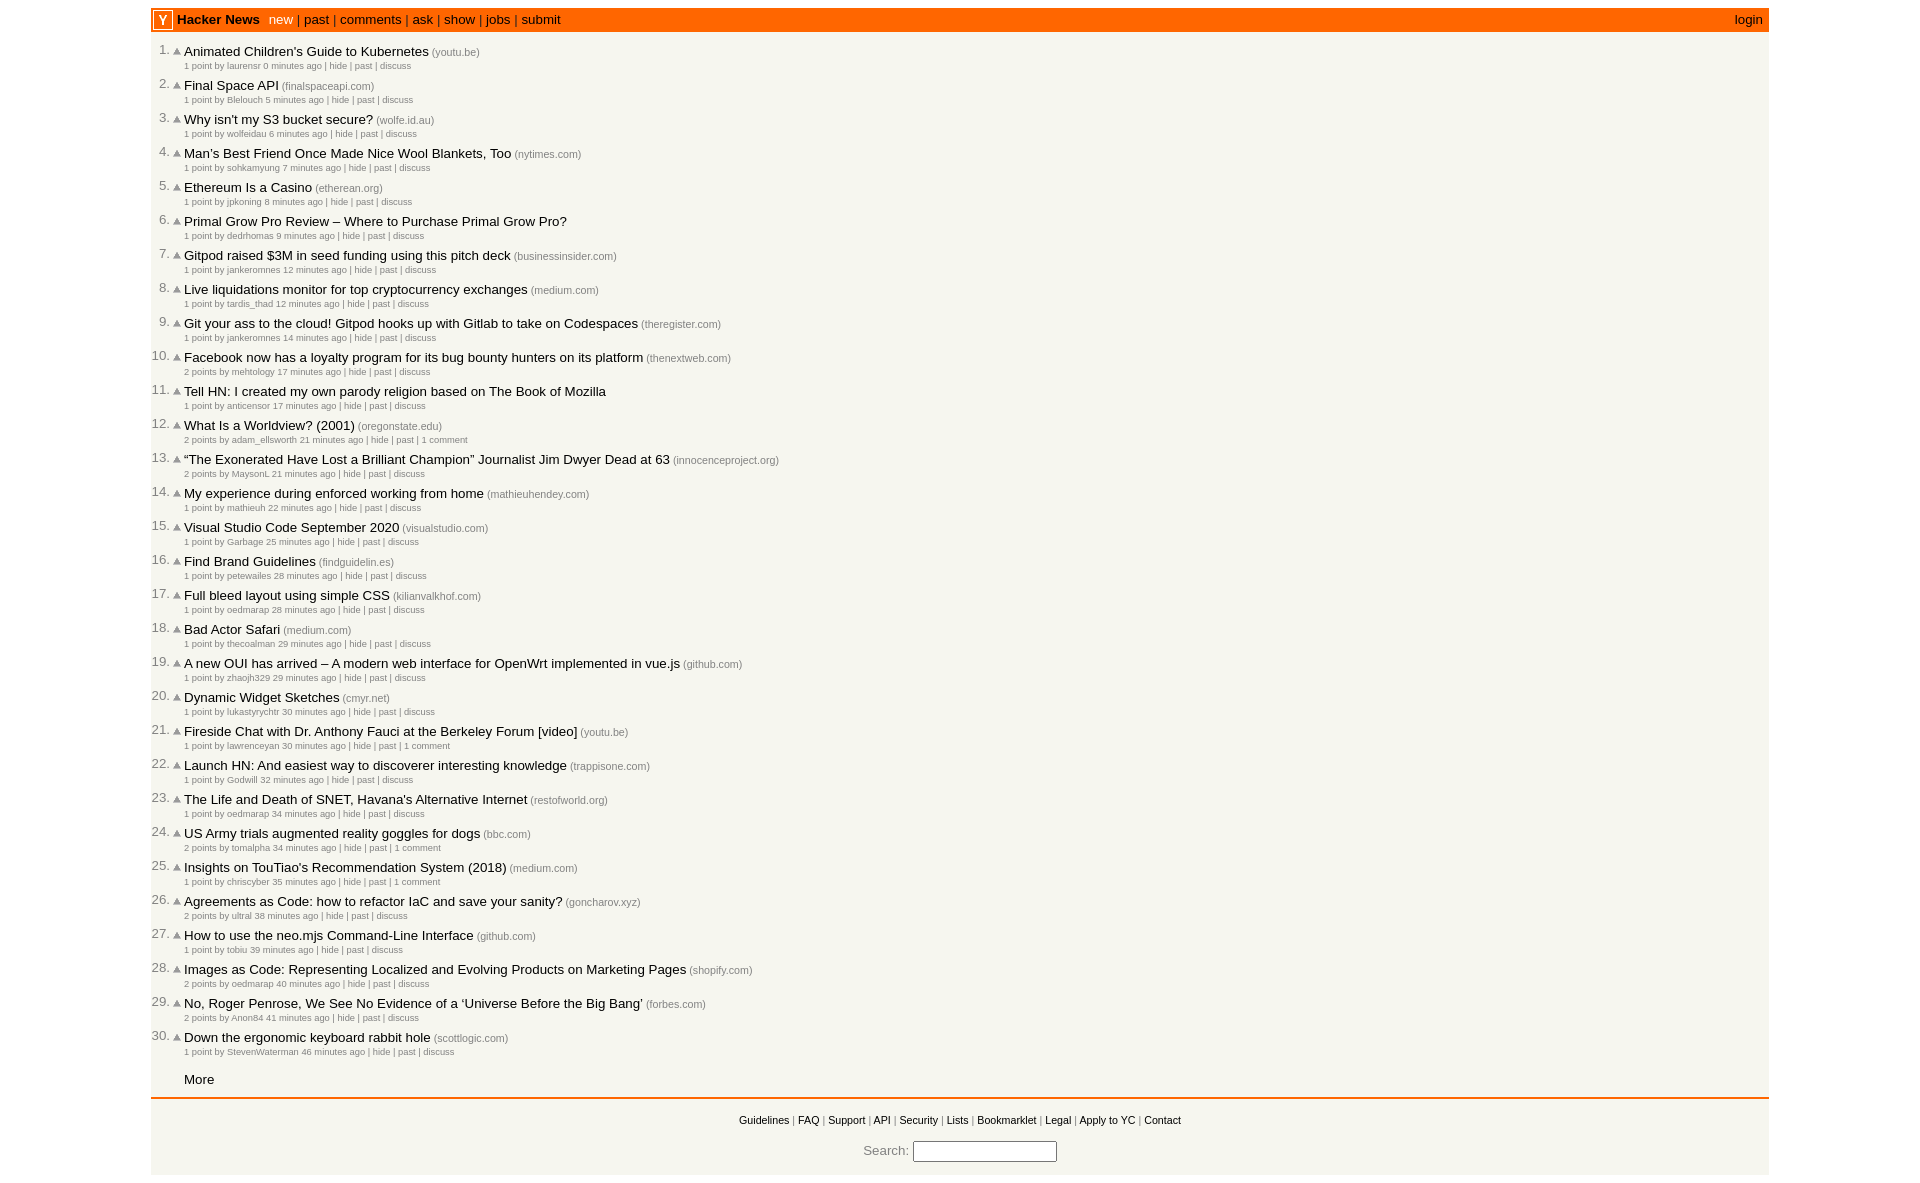 Y Hacker News new | past | comments | ask | show | jobs | submit login
1. Animated Children's Guide to Kubernetes (youtu.be)
1 point by laurensr 0 minutes ago | hide | past | discuss
2. Final Space API (finalspaceapi.com)
1 point by Blelouch 5 minutes ago | hide | past | discuss
3. Why isn't my S3 bucket secure? (wolfe.id.au)
1 point by wolfeidau 6 minutes ago | hide | past | discuss
4. Man’s Best Friend Once Made Nice Wool Blankets, Too (nytimes.com)
1 point by sohkamyung 7 minutes ago | hide | past | discuss
5. Ethereum Is a Casino (etherean.org)
1 point by jpkoning 8 minutes ago | hide | past | discuss
6. Primal Grow Pro Review – Where to Purchase Primal Grow Pro?
1 point by dedrhomas 9 minutes ago | hide | past | discuss
7. Gitpod raised $3M in seed funding using this pitch deck (businessinsider.com)
1 point by jankeromnes 12 minutes ago | hide | past | discuss
8. Live liquidations monitor for top cryptocurrency exchanges (medium.com)
1 point by tardis_thad 12 minutes ago | hide | past | discuss
9. Git your ass to the cloud! Gitpod hooks up with Gitlab to take on Codespaces (theregister.com)
1 point by jankeromnes 14 minutes ago | hide | past | discuss
10. Facebook now has a loyalty program for its bug bounty hunters on its platform (thenextweb.com)
2 points by mehtology 17 minutes ago | hide | past | discuss
11. Tell HN: I created my own parody religion based on The Book of Mozilla
1 point by anticensor 17 minutes ago | hide | past | discuss
12. What Is a Worldview? (2001) (oregonstate.edu)
2 points by adam_ellsworth 21 minutes ago | hide | past | 1 comment
13. “The Exonerated Have Lost a Brilliant Champion” Journalist Jim Dwyer Dead at 63 (innocenceproject.org)
2 points by MaysonL 21 minutes ago | hide | past | discuss
14. My experience during enforced working from home (mathieuhendey.com)
1 point by mathieuh 22 minutes ago | hide | past | discuss
15. Visual Studio Code September 2020 (visualstudio.com)
1 point by Garbage 25 minutes ago | hide | past | discuss
16. Find Brand Guidelines (findguidelin.es)
1 point by petewailes 28 minutes ago | hide | past | discuss
17. Full bleed layout using simple CSS (kilianvalkhof.com)
1 point by oedmarap 28 minutes ago | hide | past | discuss
18. Bad Actor Safari (medium.com)
1 point by thecoalman 29 minutes ago | hide | past | discuss
19. A new OUI has arrived – A modern web interface for OpenWrt implemented in vue.js (github.com)
1 point by zhaojh329 29 minutes ago | hide | past | discuss
20. Dynamic Widget Sketches (cmyr.net)
1 point by lukastyrychtr 30 minutes ago | hide | past | discuss
21. Fireside Chat with Dr. Anthony Fauci at the Berkeley Forum [video] (youtu.be)
1 point by lawrenceyan 30 minutes ago | hide | past | 1 comment
22. Launch HN: And easiest way to discoverer interesting knowledge (trappisone.com)
1 point by Godwill 32 minutes ago | hide | past | discuss
23. The Life and Death of SNET, Havana's Alternative Internet (restofworld.org)
1 point by oedmarap 34 minutes ago | hide | past | discuss
24. US Army trials augmented reality goggles for dogs (bbc.com)
2 points by tomalpha 34 minutes ago | hide | past | 1 comment
25. Insights on TouTiao's Recommendation System (2018) (medium.com)
1 point by chriscyber 35 minutes ago | hide | past | 1 comment
26. Agreements as Code: how to refactor IaC and save your sanity? (goncharov.xyz)
2 points by ultral 38 minutes ago | hide | past | discuss
27. How to use the neo.mjs Command-Line Interface (github.com)
1 point by tobiu 39 minutes ago | hide | past | discuss
28. Images as Code: Representing Localized and Evolving Products on Marketing Pages (shopify.com)
2 points by oedmarap 40 minutes ago | hide | past | discuss
29. No, Roger Penrose, We See No Evidence of a ‘Universe Before the Big Bang’ (forbes.com)
2 points by Anon84 41 minutes ago | hide | past | discuss
30. Down the ergonomic keyboard rabbit hole (scottlogic.com)
1 point by StevenWaterman 46 minutes ago | hide | past | discuss
More
Guidelines | FAQ | Support | API | Security | Lists | Bookmarklet | Legal | Apply to YC | Contact
Search: